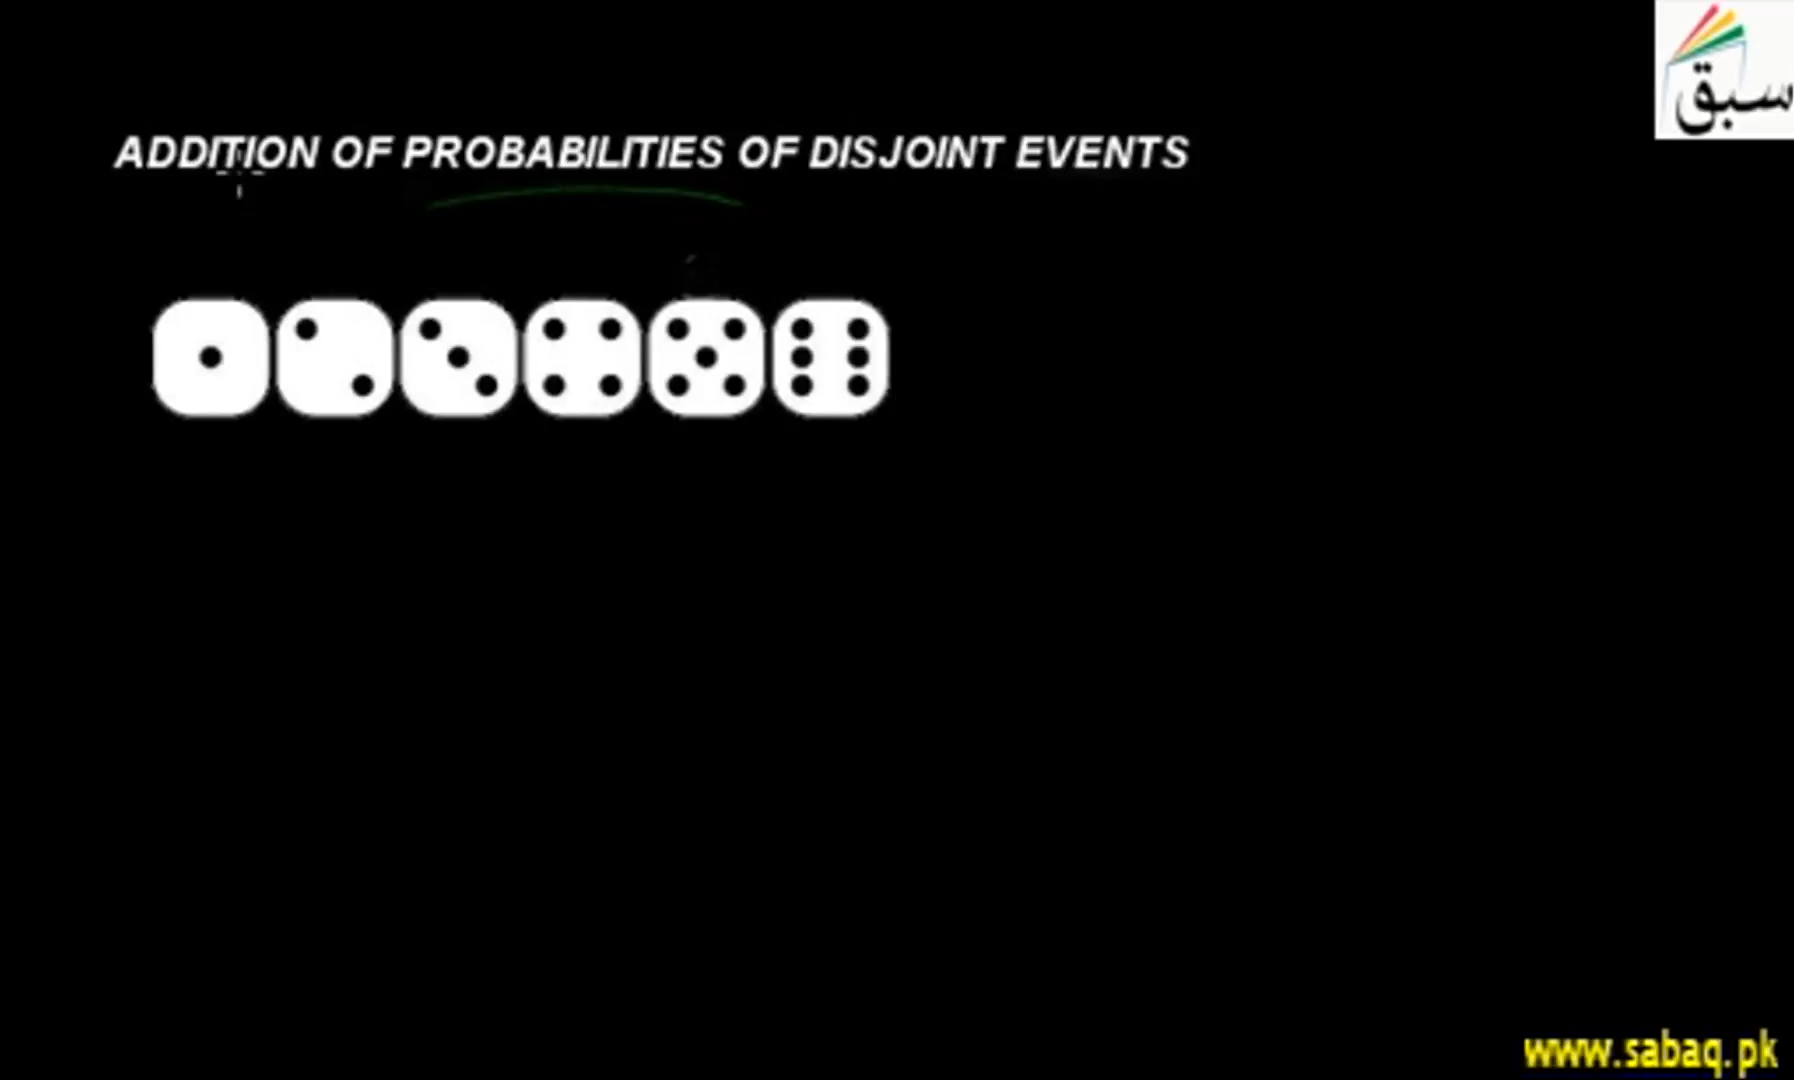 سبق
ADDITION OF PROBABILITIES OF DISJOINT EVENTS
www.sabaq.pk